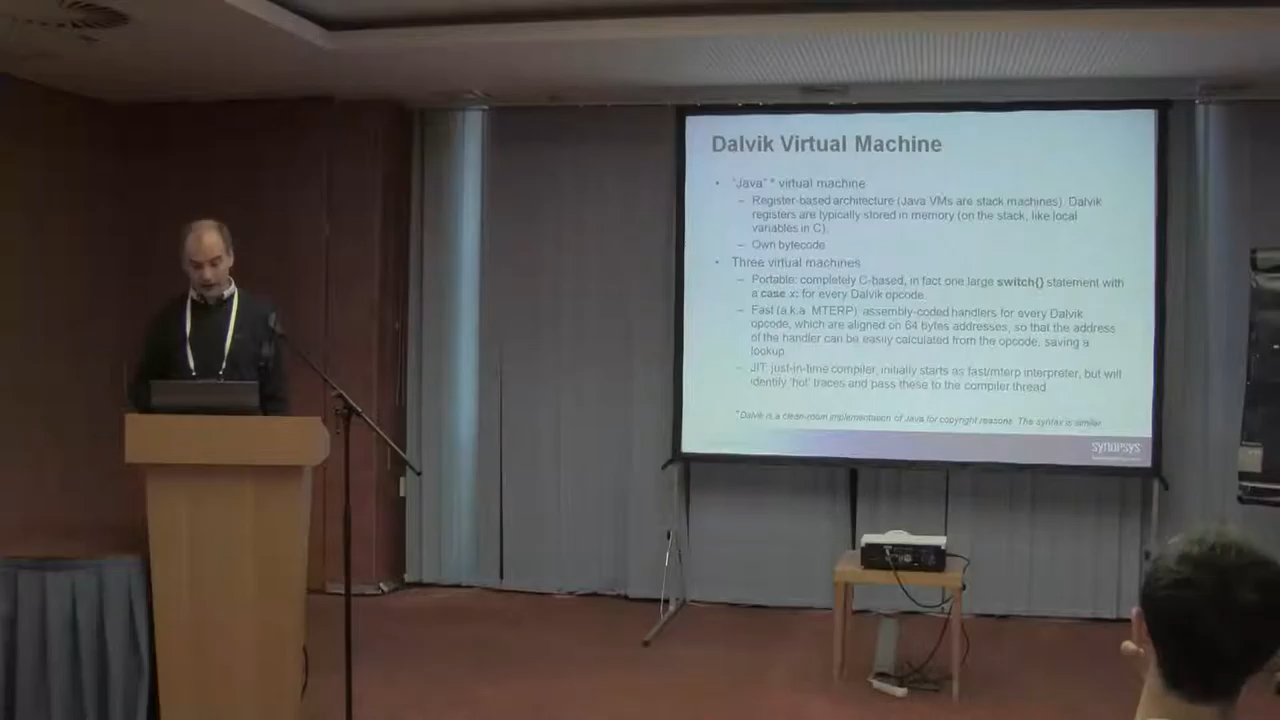 Dalvik Virtual Machine
• "Java" * virtual machine
– Register-based architecture (Java VMs are stack machines). Dalvik
registers are typically stored in memory (on the stack, like local
variables in C).
– Own bytecode
• Three virtual machines
– Portable: completely C-based, in fact one large switch{} statement with
a case x: for every Dalvik opcode.
– Fast (a.k.a. MTERP): assembly-coded handlers for every Dalvik
opcode, which are aligned on 64 bytes addresses, so that the address
of the handler can be easily calculated from the opcode, saving a
lookup
– JIT: just-in-time compiler, initially starts as fast/mterp interpreter, but will
identify 'hot' traces and pass these to the compiler thread
* Dalvik is a clean-room implementation of Java for copyright reasons. The syntax is similar
SYNOPSYS